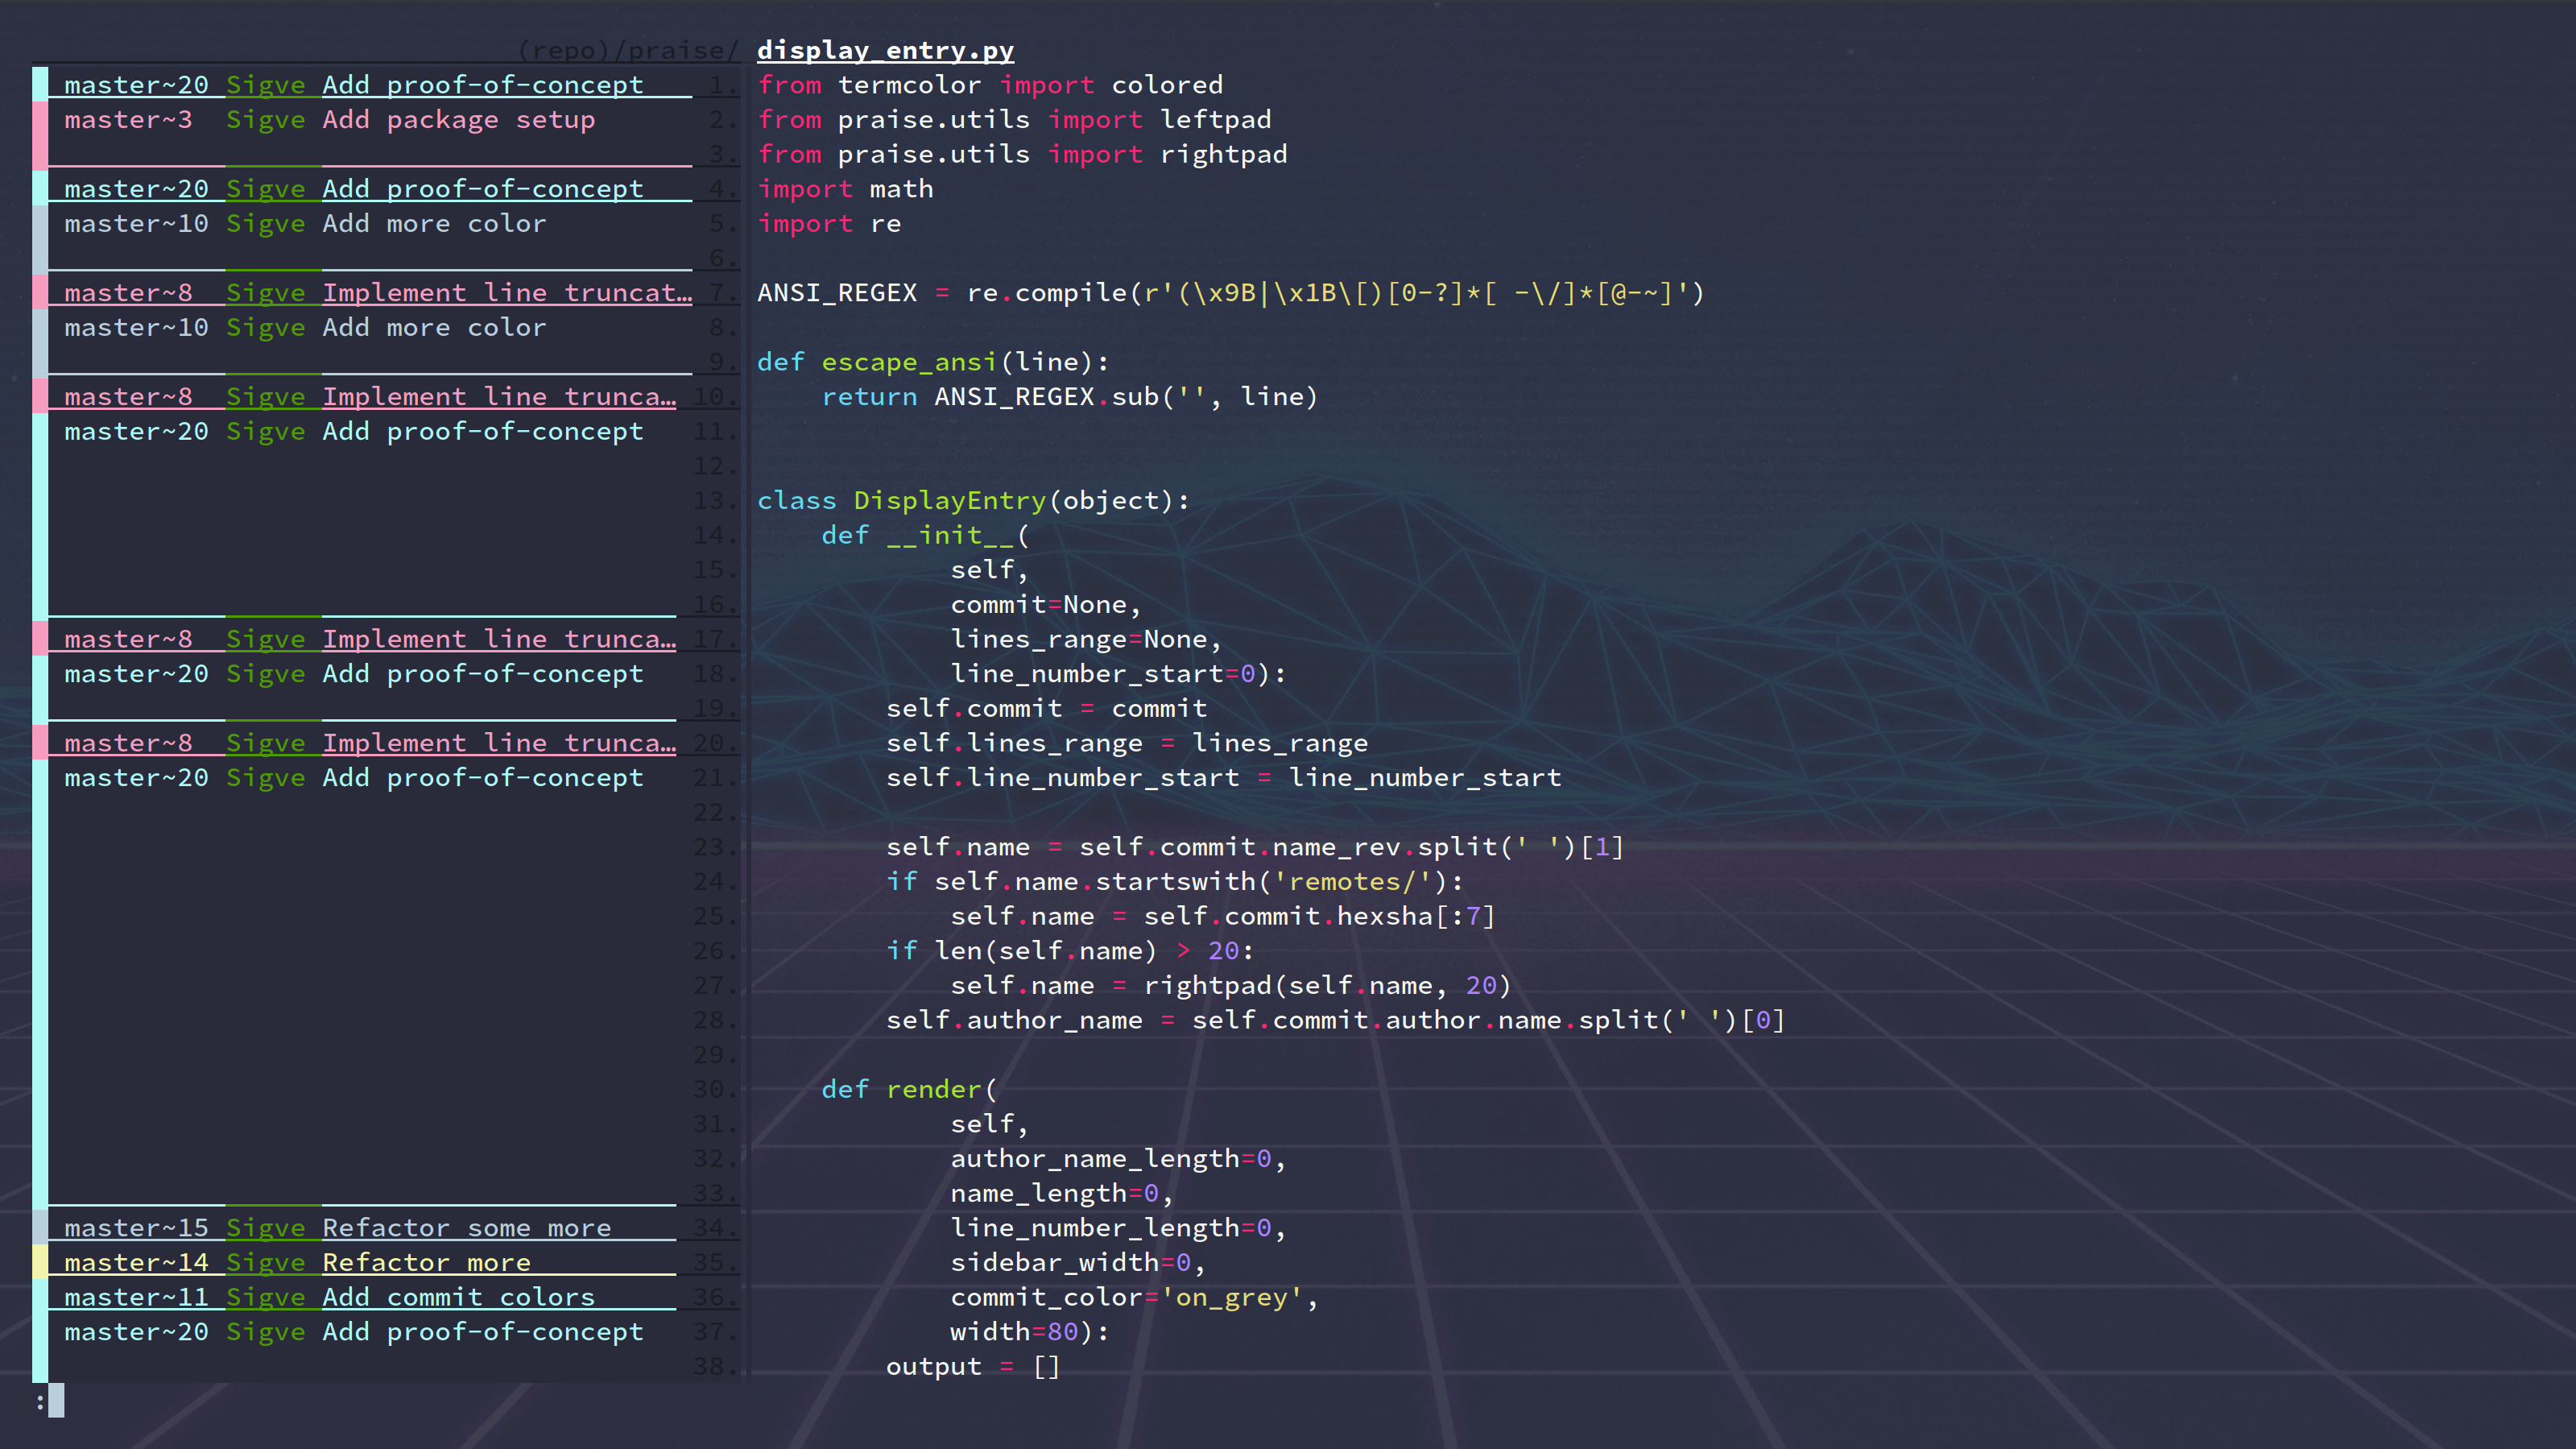 (repo)/praise/ display_entry.py
master~20 Sigve Add proof-of-concept 1. from termcolor import colored
master~3 Sigve Add package setup 2. from praise.utils import leftpad
3. from praise.utils import rightpad
master~20 Sigve Add proof-of-concept 4. import math
master~10 Sigve Add more color 5. import re
6.
master~8 Sigve Implement line truncat… 7. ANSI_REGEX = re.compile(r'(\x9B|\x1B\[)[0-?]*[ -\/]*[@-~]')
master~10 Sigve Add more color 8.
9. def escape_ansi(line):
master~8 Sigve Implement line trunca… 10. return ANSI_REGEX.sub('', line)
master~20 Sigve Add proof-of-concept 11.
12.
13. class DisplayEntry(object):
14. def __init__(
15. self,
16. commit=None,
master~8 Sigve Implement line trunca… 17. lines_range=None,
master~20 Sigve Add proof-of-concept 18. line_number_start=0):
19. self.commit = commit
master~8 Sigve Implement line trunca… 20. self.lines_range = lines_range
master~20 Sigve Add proof-of-concept 21. self.line_number_start = line_number_start
22.
23. self.name = self.commit.name_rev.split(' ')[1]
24. if self.name.startswith('remotes/'):
25. self.name = self.commit.hexsha[:7]
26. if len(self.name) > 20:
27. self.name = rightpad(self.name, 20)
28. self.author_name = self.commit.author.name.split(' ')[0]
29.
30. def render(
31. self,
32. author_name_length=0,
33. name_length=0,
master~15 Sigve Refactor some more 34. line_number_length=0,
master~14 Sigve Refactor more 35. sidebar_width=0,
master~11 Sigve Add commit colors 36. commit_color='on_grey',
master~20 Sigve Add proof-of-concept 37. width=80):
38. output = []
: